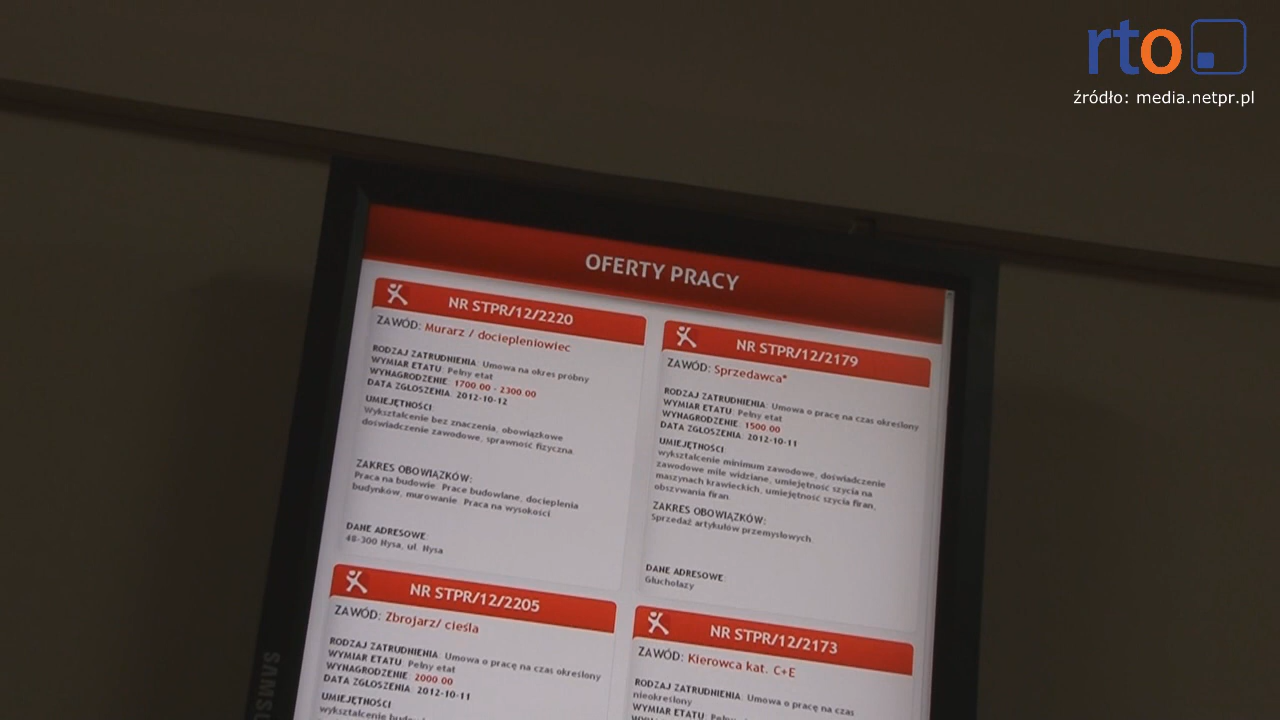 rto
źródło: media.netpr.pl
OFERTY PRACY
NR STPR/12/2220
ZAWÓD: Murarz / dociepleniowiec
RODZAJ ZATRUDNIENIA: Umowa na okres próbny
WYMIAR ETATU: Pełny etat
WYNAGRODZENIE: 1700.00 - 2300.00
DATA ZGŁOSZENIA: 2012-10-12
UMIEJĘTNOŚCI:
Wykształcenie bez znaczenia, obowiązkowe
doświadczenie zawodowe, sprawność fizyczna.
ZAKRES OBOWIĄZKÓW:
Praca na budowie. Prace budowlane, docieplenia
budynków, murowanie. Praca na wysokości.
DANE ADRESOWE:
48-300 Nysa, ul. Nysa
NR STPR/12/2179
ZAWÓD: Sprzedawca*
RODZAJ ZATRUDNIENIA: Umowa o pracę na czas określony
WYMIAR ETATU: Pełny etat
WYNAGRODZENIE: 1500.00
DATA ZGŁOSZENIA: 2012-10-11
UMIEJĘTNOŚCI:
wykształcenie minimum zawodowe, doświadczenie
zawodowe mile widziane, umiejętność szycia na
maszynach krawieckich, umiejętność szycia firan,
obszywania firan
ZAKRES OBOWIĄZKÓW:
Sprzedaż artykułów przemysłowych.
DANE ADRESOWE:
Głuchołazy
NR STPR/12/2205
ZAWÓD: Zbrojarz/ cieśla
RODZAJ ZATRUDNIENIA: Umowa o pracę na czas określony
WYMIAR ETATU: Pełny etat
WYNAGRODZENIE: 2000.00
DATA ZGŁOSZENIA: 2012-10-11
UMIEJĘTNOŚCI:
wykształcenie
NR STPR/12/2173
ZAWÓD: Kierowca kat. C+E
RODZAJ ZATRUDNIENIA: Umowa o pracę na czas
nieokreślony
WYMIAR ETATU: Pełny etat